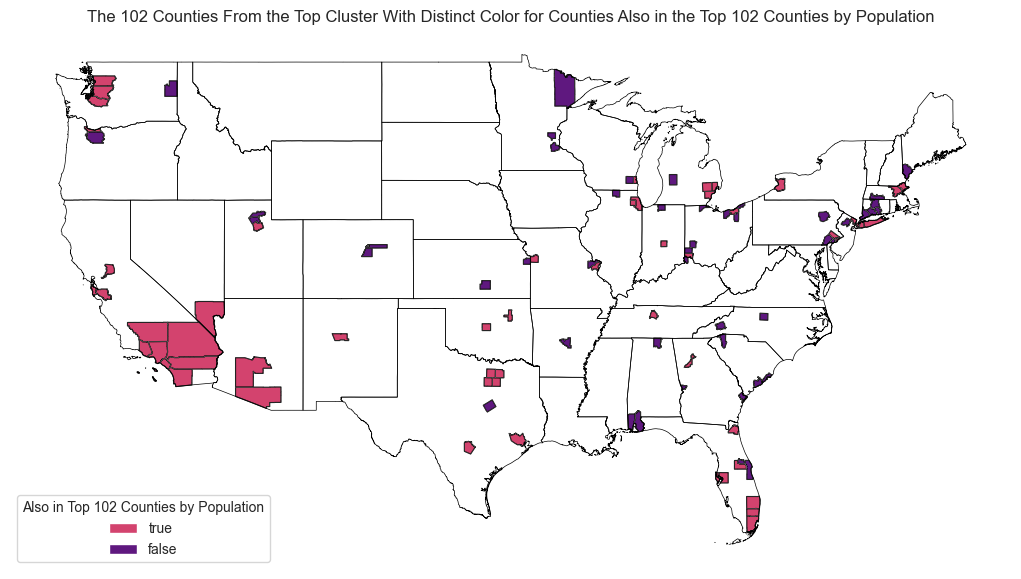 The 102 Counties From the Top Cluster With Distinct Color for Counties Also in the Top 102 Counties by Population
Also in Top 102 Counties by Population
true
false